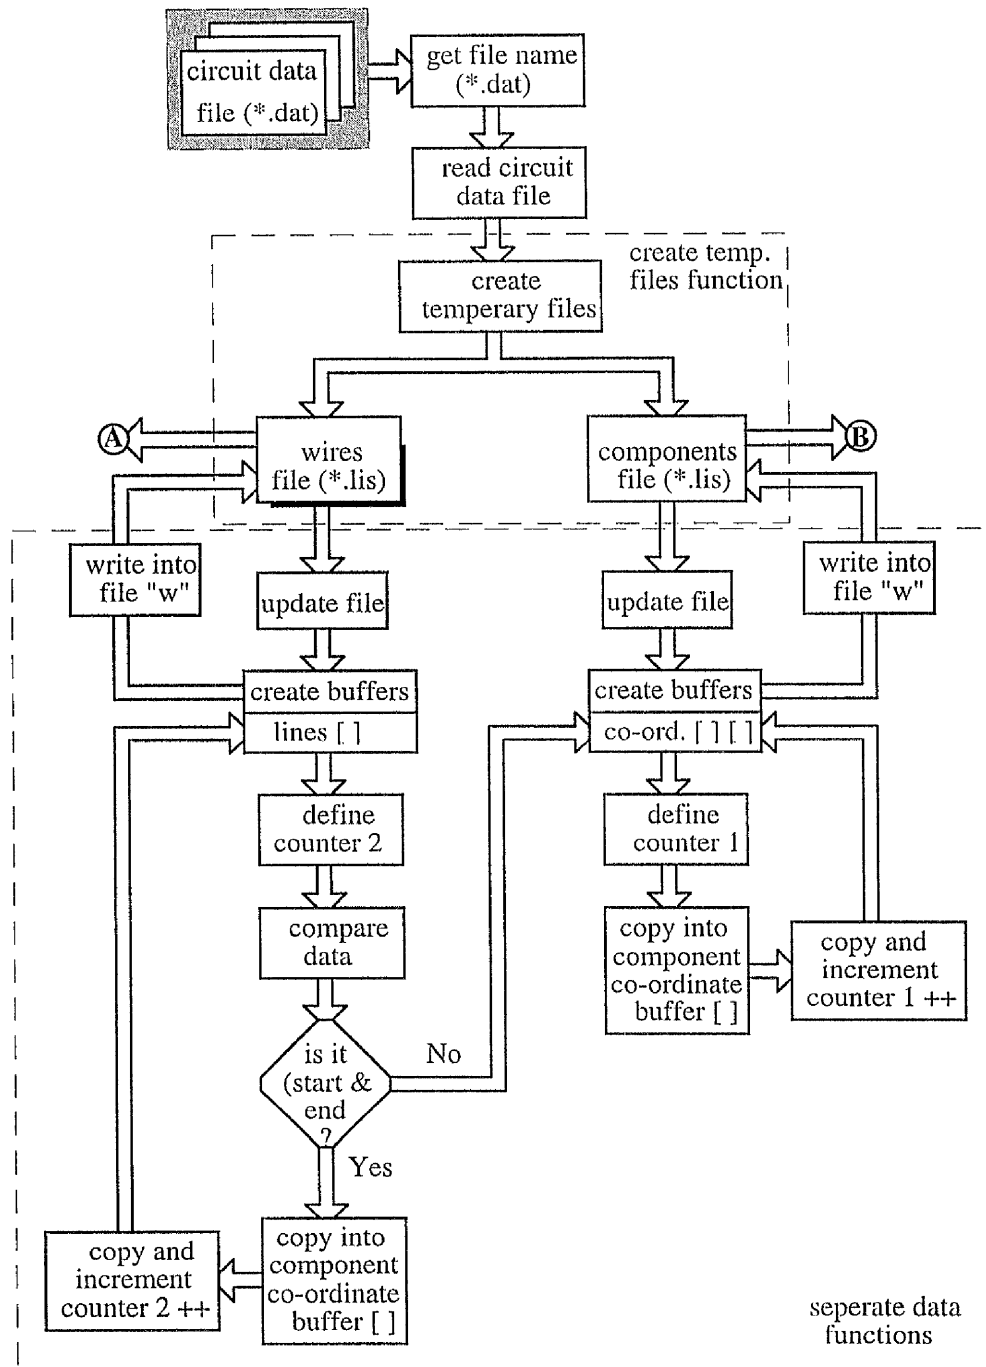 circuit data
file (*.dat)
get file name
(*.dat)
read circuit
data file
create temp.
files function
create
temperary files
A
wires
file (*.lis)
components
file (*.lis)
B
write into
file "w"
update file
update file
write into
file "w"
create buffers
lines [ ]
create buffers
co-ord. [ ] [ ]
define
counter 2
define
counter 1
compare
data
copy into
component
co-ordinate
buffer [ ]
copy and
increment
counter 1 ++
is it
(start &
end
?
No
Yes
copy and
increment
counter 2 ++
copy into
component
co-ordinate
buffer [ ]
seperate data
functions